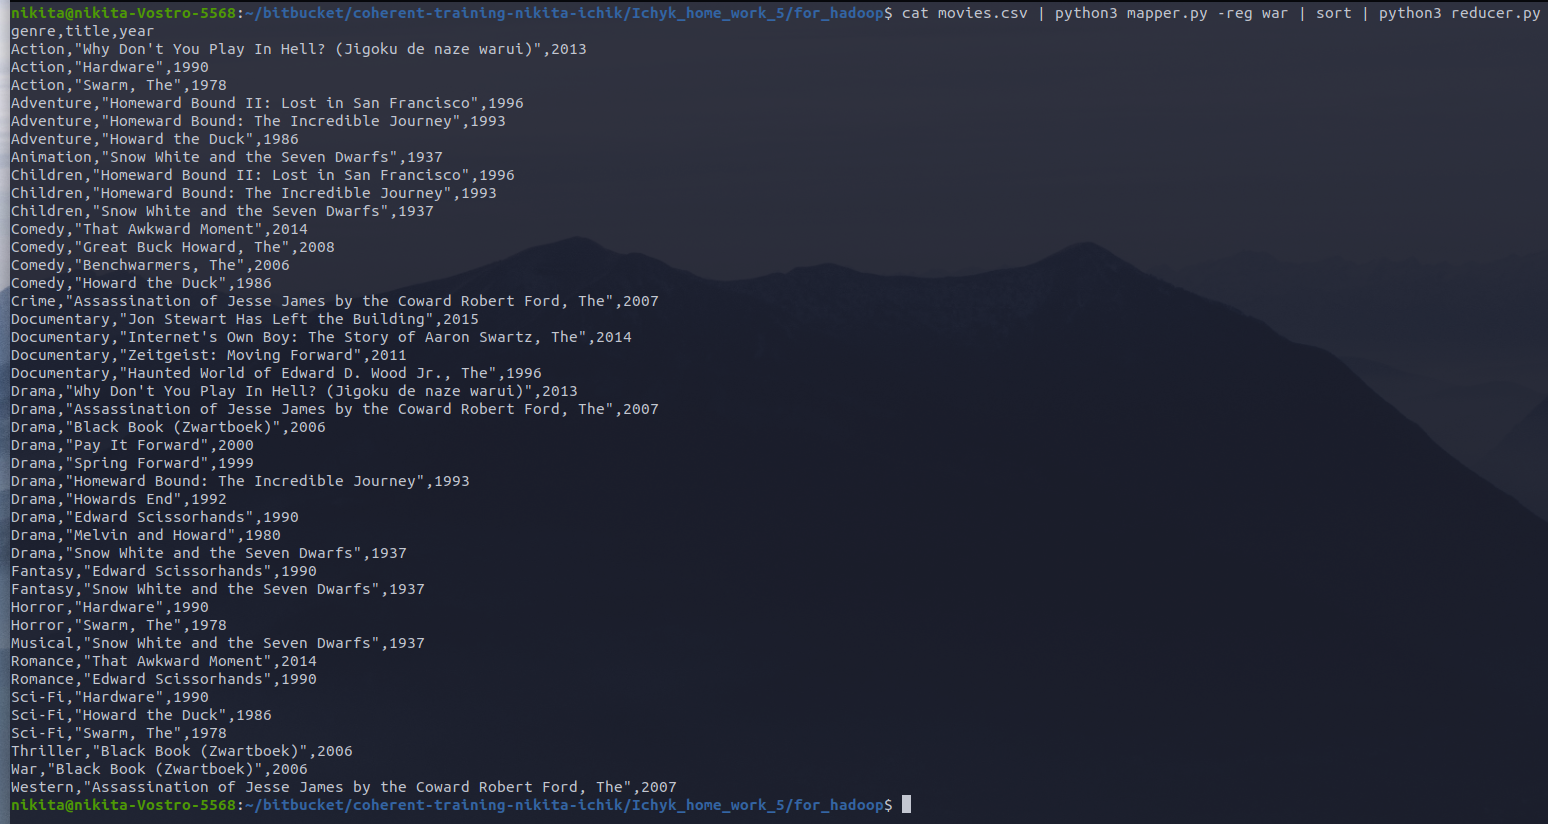 nikita@nikita-Vostro-5568:~/bitbucket/coherent-training-nikita-ichik/Ichyk_home_work_5/for_hadoop$ cat movies.csv | python3 mapper.py -reg war | sort | python3 reducer.py
genre,title,year
Action,"Why Don't You Play In Hell? (Jigoku de naze warui)",2013
Action,"Hardware",1990
Action,"Swarm, The",1978
Adventure,"Homeward Bound II: Lost in San Francisco",1996
Adventure,"Homeward Bound: The Incredible Journey",1993
Adventure,"Howard the Duck",1986
Animation,"Snow White and the Seven Dwarfs",1937
Children,"Homeward Bound II: Lost in San Francisco",1996
Children,"Homeward Bound: The Incredible Journey",1993
Children,"Snow White and the Seven Dwarfs",1937
Comedy,"That Awkward Moment",2014
Comedy,"Great Buck Howard, The",2008
Comedy,"Benchwarmers, The",2006
Comedy,"Howard the Duck",1986
Crime,"Assassination of Jesse James by the Coward Robert Ford, The",2007
Documentary,"Jon Stewart Has Left the Building",2015
Documentary,"Internet's Own Boy: The Story of Aaron Swartz, The",2014
Documentary,"Zeitgeist: Moving Forward",2011
Documentary,"Haunted World of Edward D. Wood Jr., The",1996
Drama,"Why Don't You Play In Hell? (Jigoku de naze warui)",2013
Drama,"Assassination of Jesse James by the Coward Robert Ford, The",2007
Drama,"Black Book (Zwartboek)",2006
Drama,"Pay It Forward",2000
Drama,"Spring Forward",1999
Drama,"Homeward Bound: The Incredible Journey",1993
Drama,"Howards End",1992
Drama,"Edward Scissorhands",1990
Drama,"Melvin and Howard",1980
Drama,"Snow White and the Seven Dwarfs",1937
Fantasy,"Edward Scissorhands",1990
Fantasy,"Snow White and the Seven Dwarfs",1937
Horror,"Hardware",1990
Horror,"Swarm, The",1978
Musical,"Snow White and the Seven Dwarfs",1937
Romance,"That Awkward Moment",2014
Romance,"Edward Scissorhands",1990
Sci-Fi,"Hardware",1990
Sci-Fi,"Howard the Duck",1986
Sci-Fi,"Swarm, The",1978
Thriller,"Black Book (Zwartboek)",2006
War,"Black Book (Zwartboek)",2006
Western,"Assassination of Jesse James by the Coward Robert Ford, The",2007
nikita@nikita-Vostro-5568:~/bitbucket/coherent-training-nikita-ichik/Ichyk_home_work_5/for_hadoop$